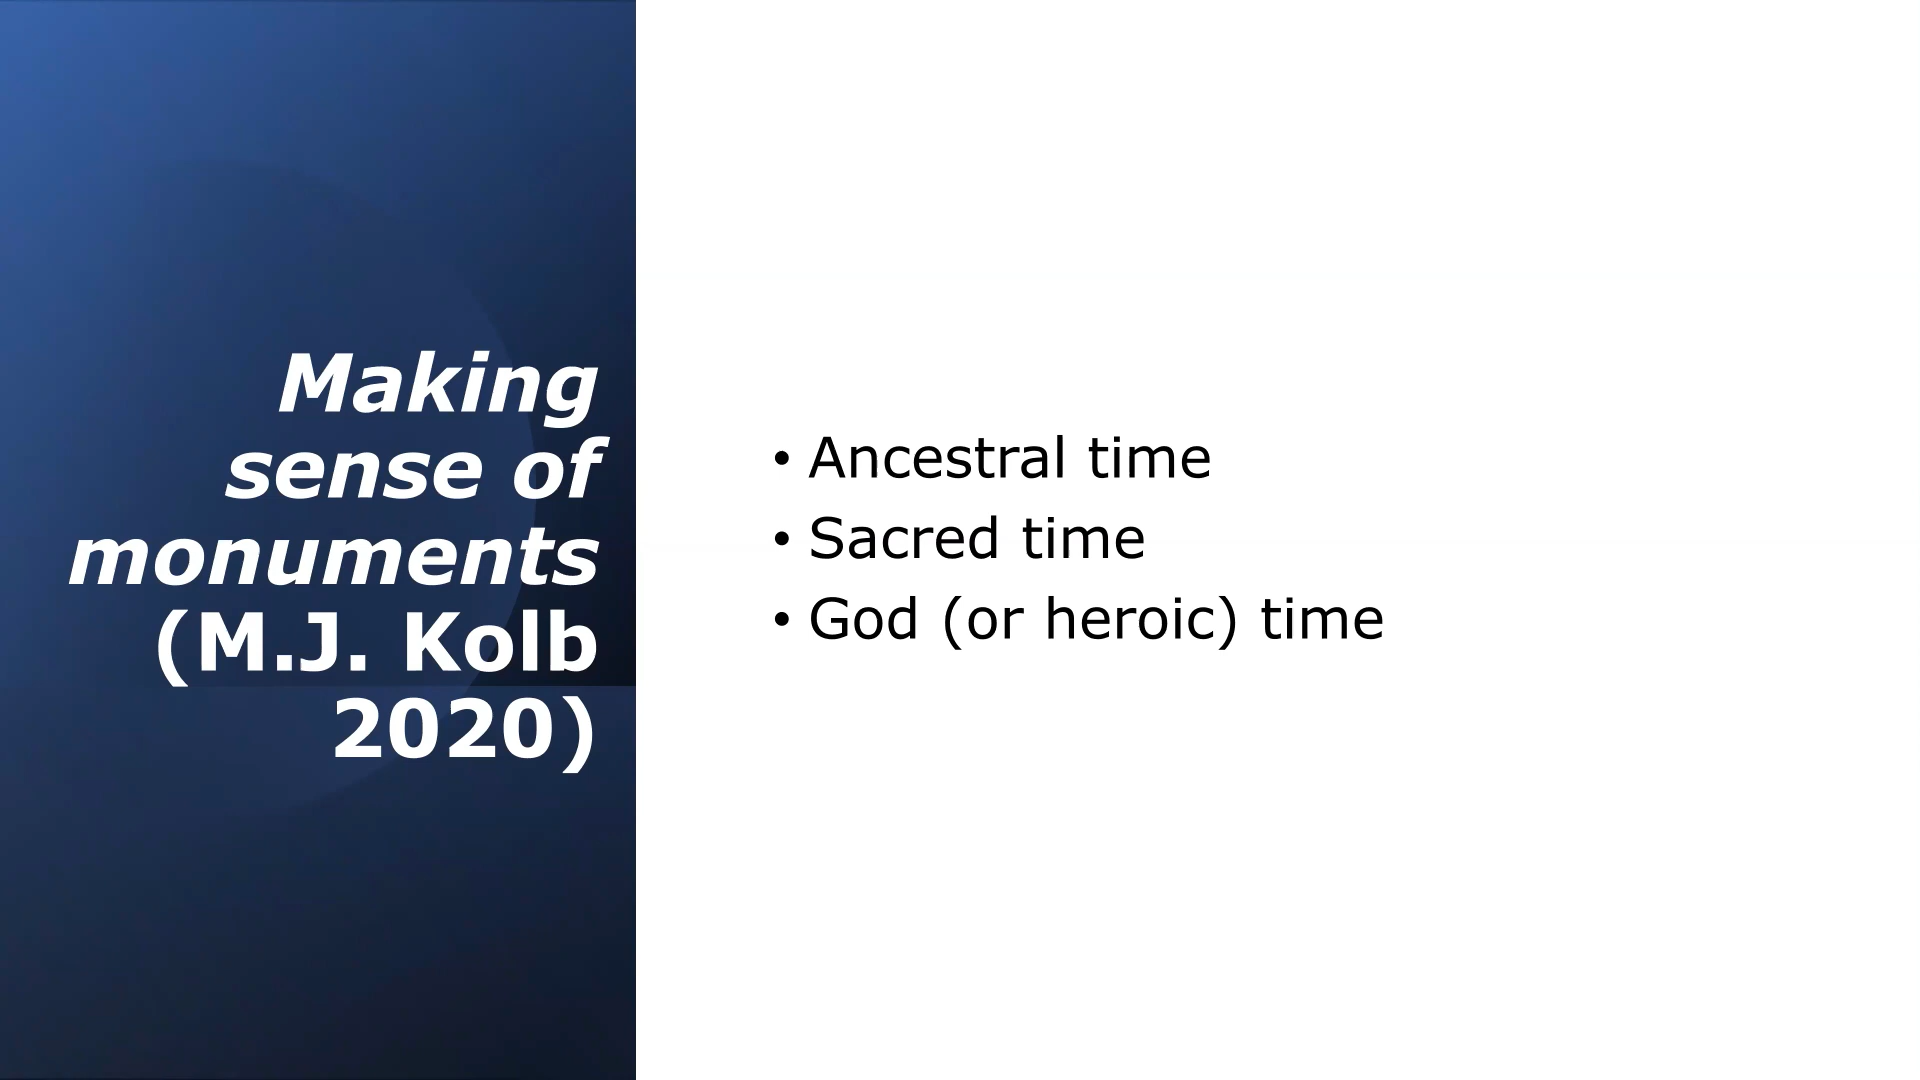 Making
sense of
monuments
(M.J. Kolb
2020)
• Ancestral time
• Sacred time
• God (or heroic) time